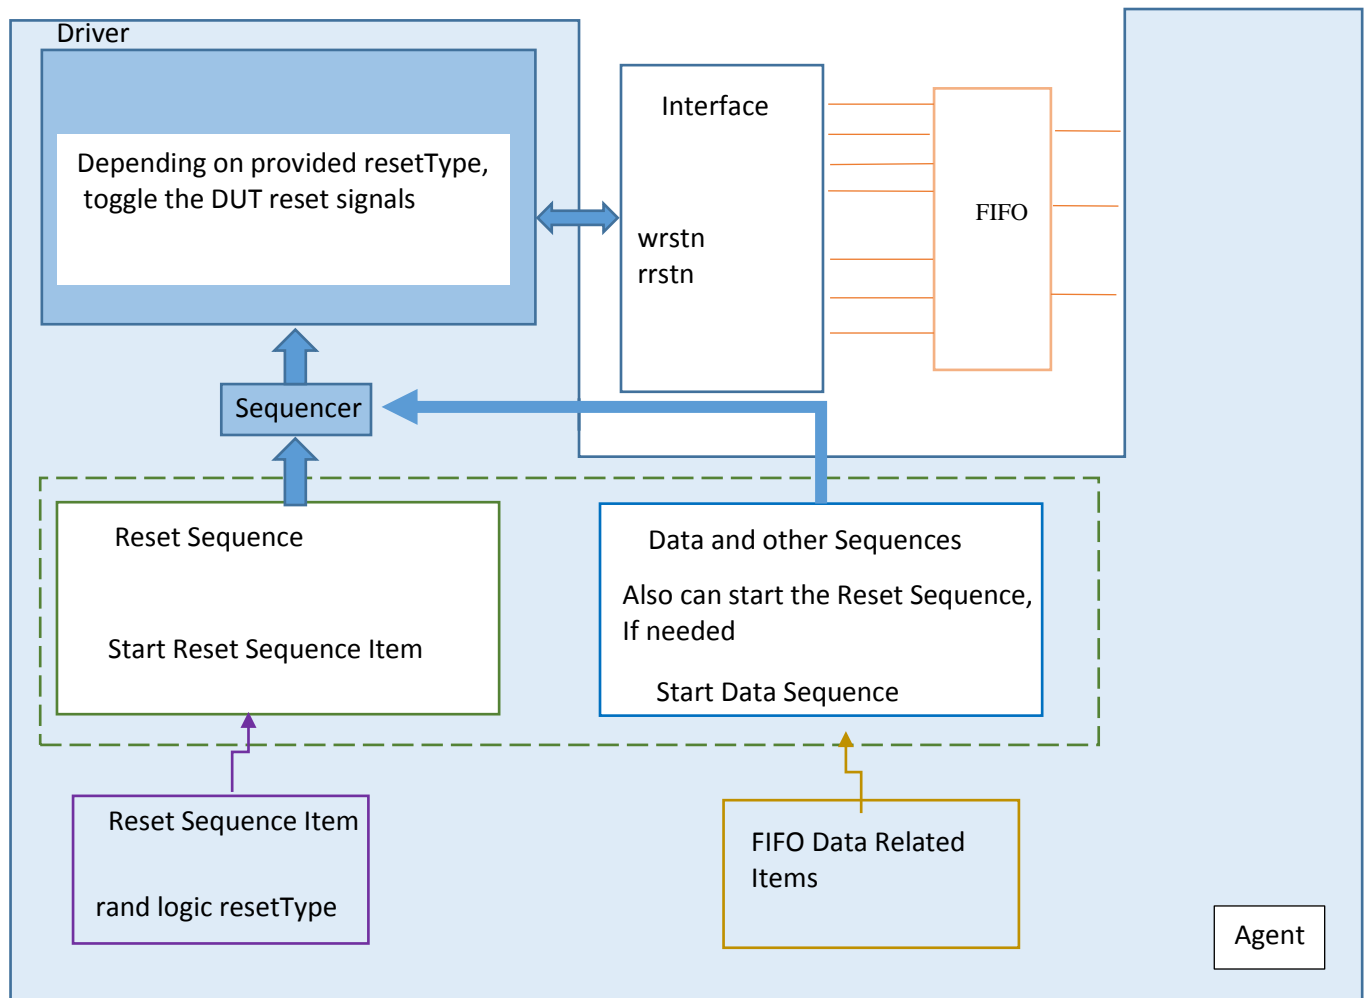 Driver
Depending on provided resetType,
toggle the DUT reset signals
Interface
wrstn
rrstn
FIFO
Sequencer
Reset Sequence
Start Reset Sequence Item
Data and other Sequences
Also can start the Reset Sequence,
If needed
Start Data Sequence
Reset Sequence Item
rand logic resetType
FIFO Data Related
Items
Agent